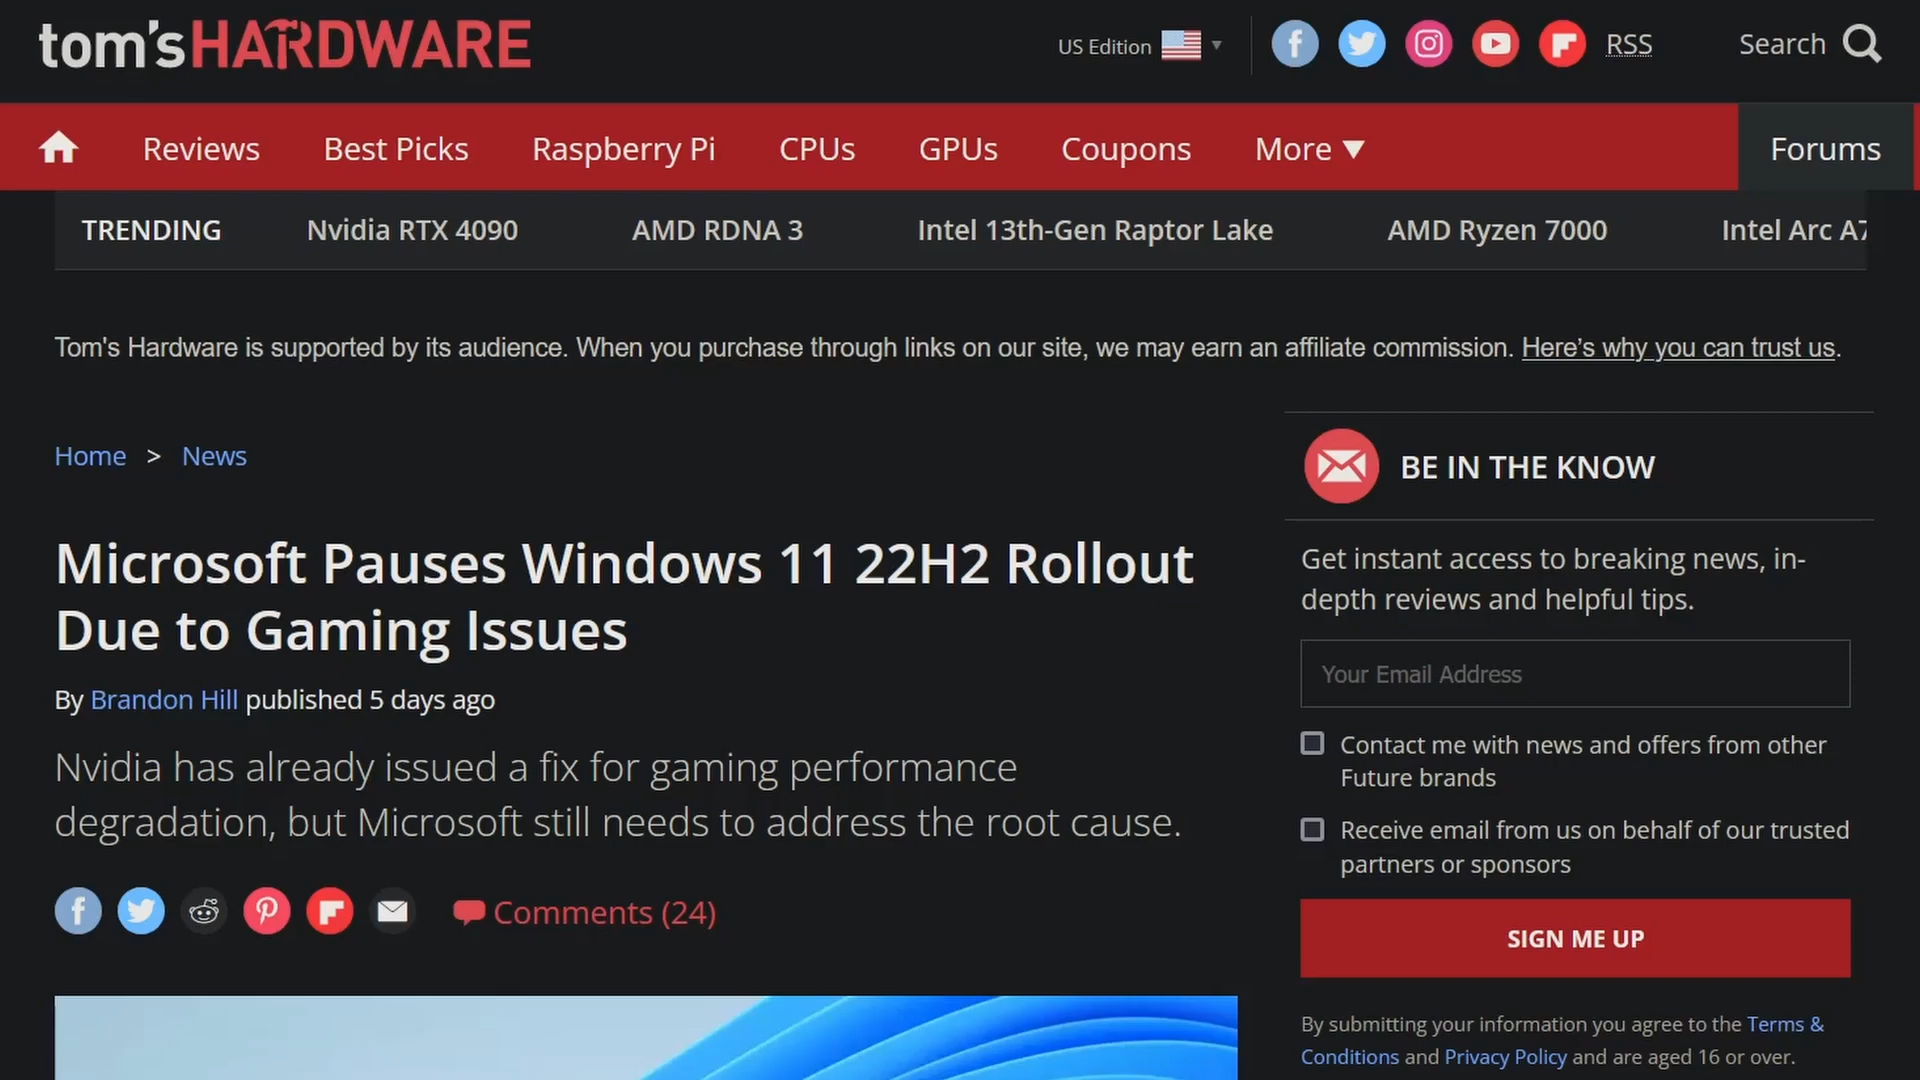 tom's HARDWARE
US Edition
RSS
Search
Reviews
Best Picks
Raspberry Pi
CPUs
GPUs
Coupons
More
Forums
TRENDING
Nvidia RTX 4090
AMD RDNA 3
Intel 13th-Gen Raptor Lake
AMD Ryzen 7000
Intel Arc A7
Tom's Hardware is supported by its audience. When you purchase through links on our site, we may earn an affiliate commission. Here's why you can trust us.
Home > News
Microsoft Pauses Windows 11 22H2 Rollout
Due to Gaming Issues
By Brandon Hill published 5 days ago
Nvidia has already issued a fix for gaming performance
degradation, but Microsoft still needs to address the root cause.
Comments (24)
BE IN THE KNOW
Get instant access to breaking news, in-
depth reviews and helpful tips.
Your Email Address
Contact me with news and offers from other
Future brands
Receive email from us on behalf of our trusted
partners or sponsors
SIGN ME UP
By submitting your information you agree to the Terms &
Conditions and Privacy Policy and are aged 16 or over.